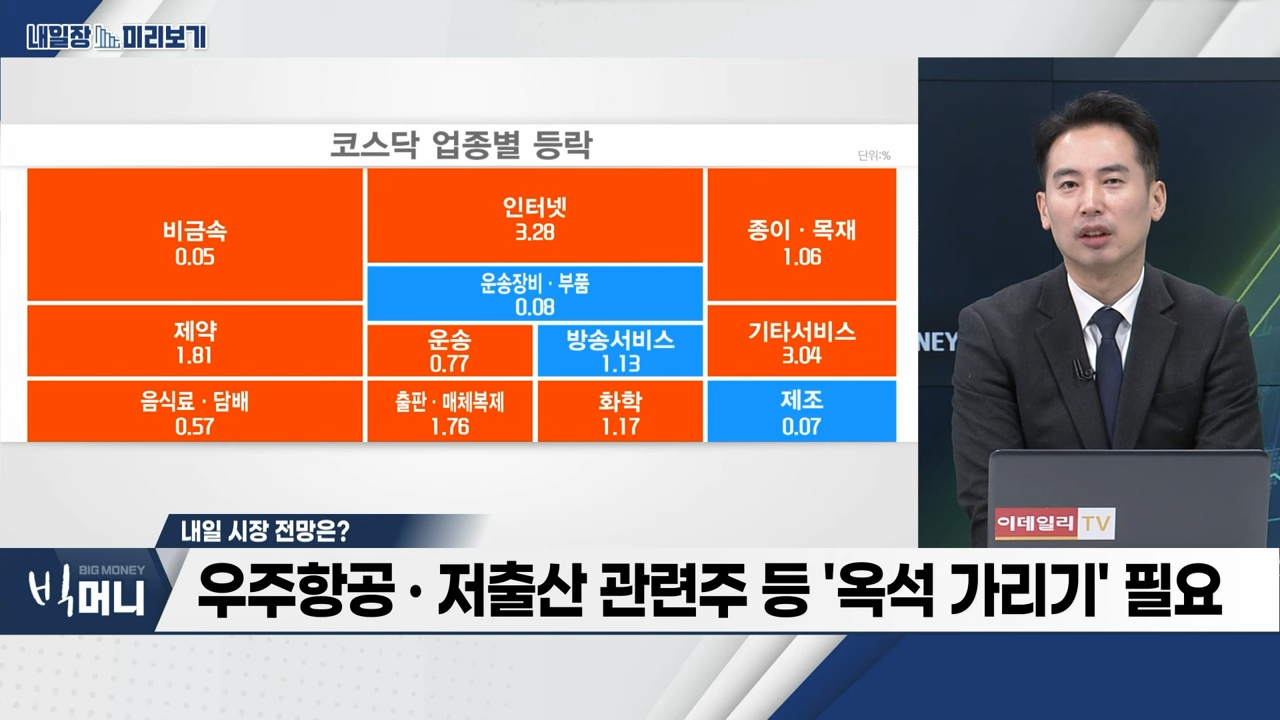 내일장 미리보기
코스닥 업종별 등락
단위:%
비금속
0.05
인터넷
3.28
종이 · 목재
1.06
운송장비 · 부품
0.08
제약
1.81
운송
0.77
방송서비스
1.13
기타서비스
3.04
음식료 · 담배
0.57
출판 · 매체복제
1.76
화학
1.17
제조
0.07
NEY
이데일리 TV
내일 시장 전망은?
BIG MONEY
빅머니
우주항공 · 저출산 관련주 등 '옥석 가리기' 필요